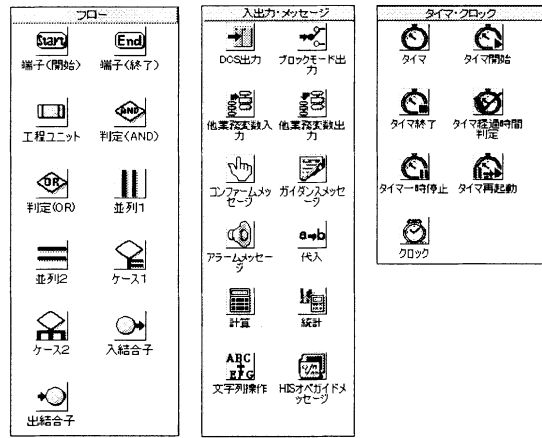 フロー
Start
End
端子(開始)
端子(終了)
AND
工程ユニット
判定(AND)
OR
判定(OR)
並列1
並列2
ケース1
ケース2
入結合子
出結合子
入出力・メッセージ
DCS出力
ブロックモード出
力
他業務変数入
力
他業務変数出
力
コンファームメッ
セージ
ガイダンスメッセ
ージ
アラームメッセー
ジ
a→b
代入
計算
統計
ABC
EFG
文字列操作
HISオペガイドメ
ッセージ
タイマ・クロック
タイマ
タイマ開始
タイマ終了
タイマ経過時間
判定
タイマ一時停止
タイマ再起動
クロック